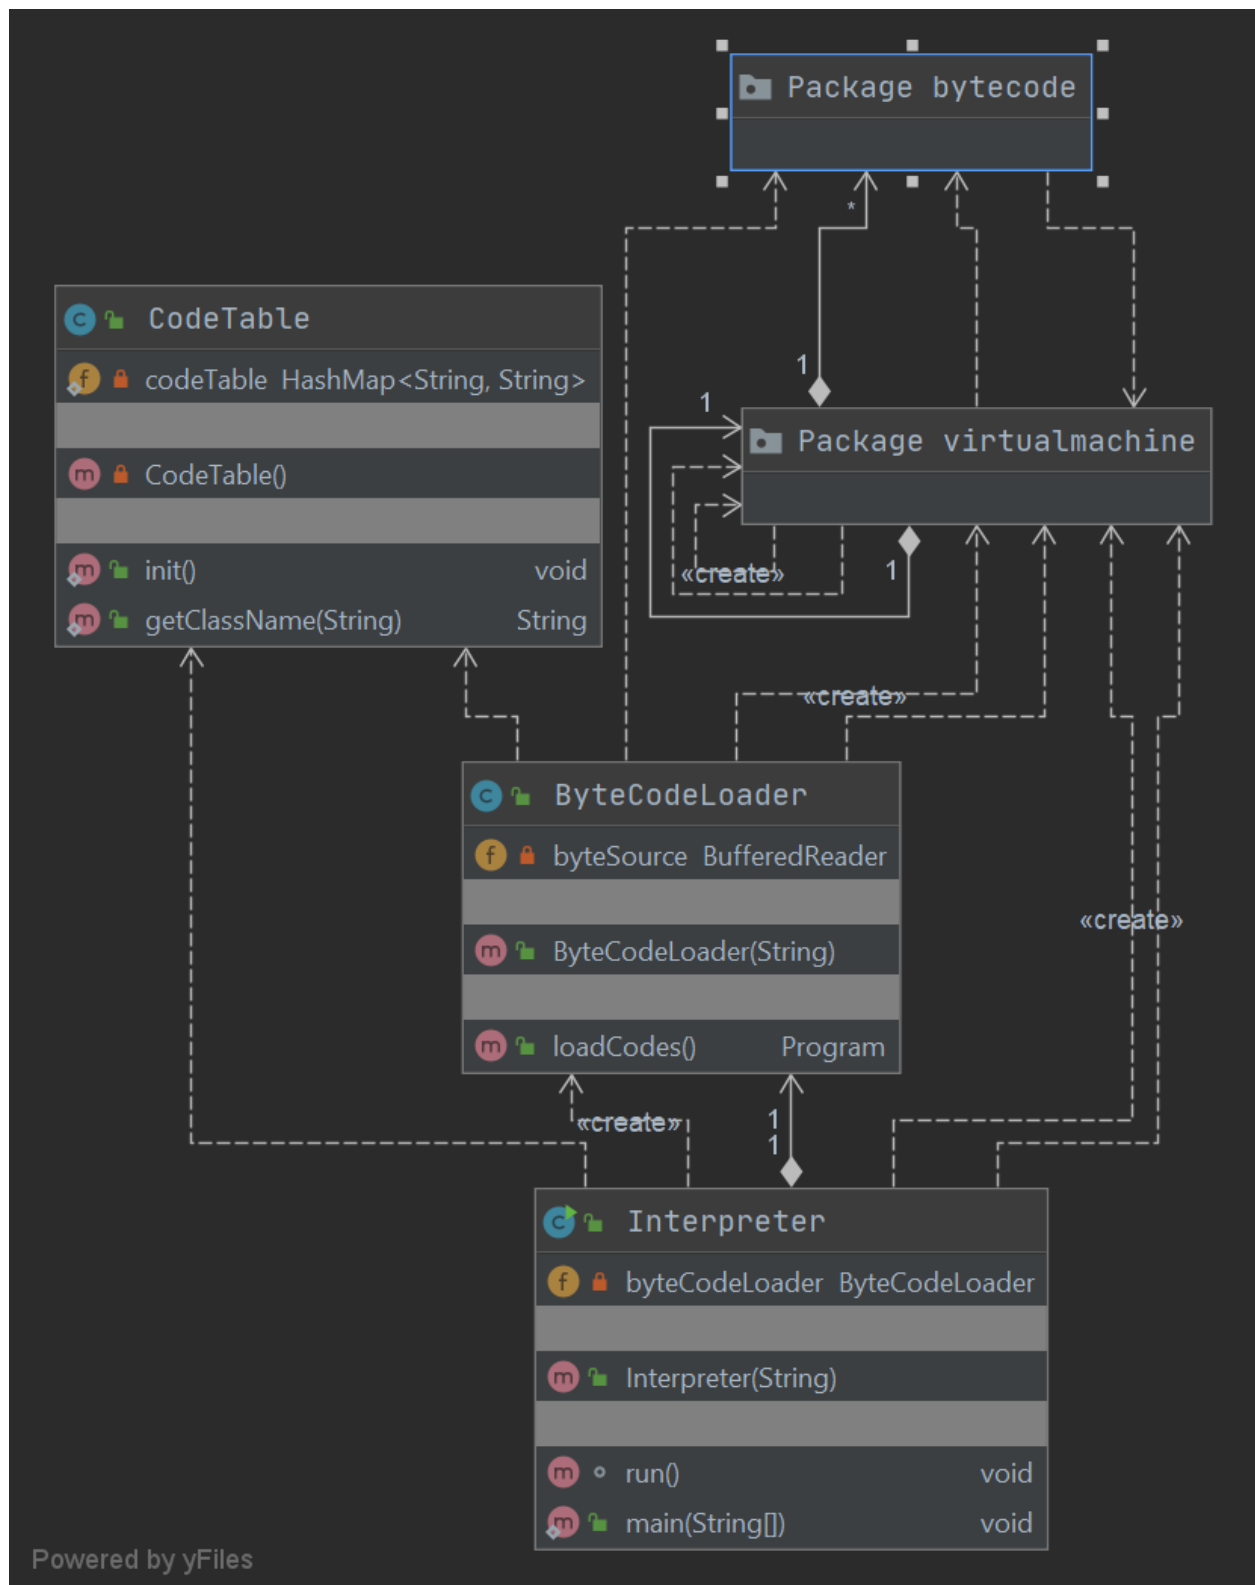 Package bytecode
*
CodeTable
codeTable HashMap<String, String>
CodeTable()
init() void
getClassName(String) String
1
1
Package virtualmachine
«create»
1
«create»
ByteCodeLoader
byteSource BufferedReader
ByteCodeLoader(String)
loadCodes() Program
«create»
«create»
1
1
Interpreter
byteCodeLoader ByteCodeLoader
Interpreter(String)
run() void
main(String[]) void
Powered by yFiles